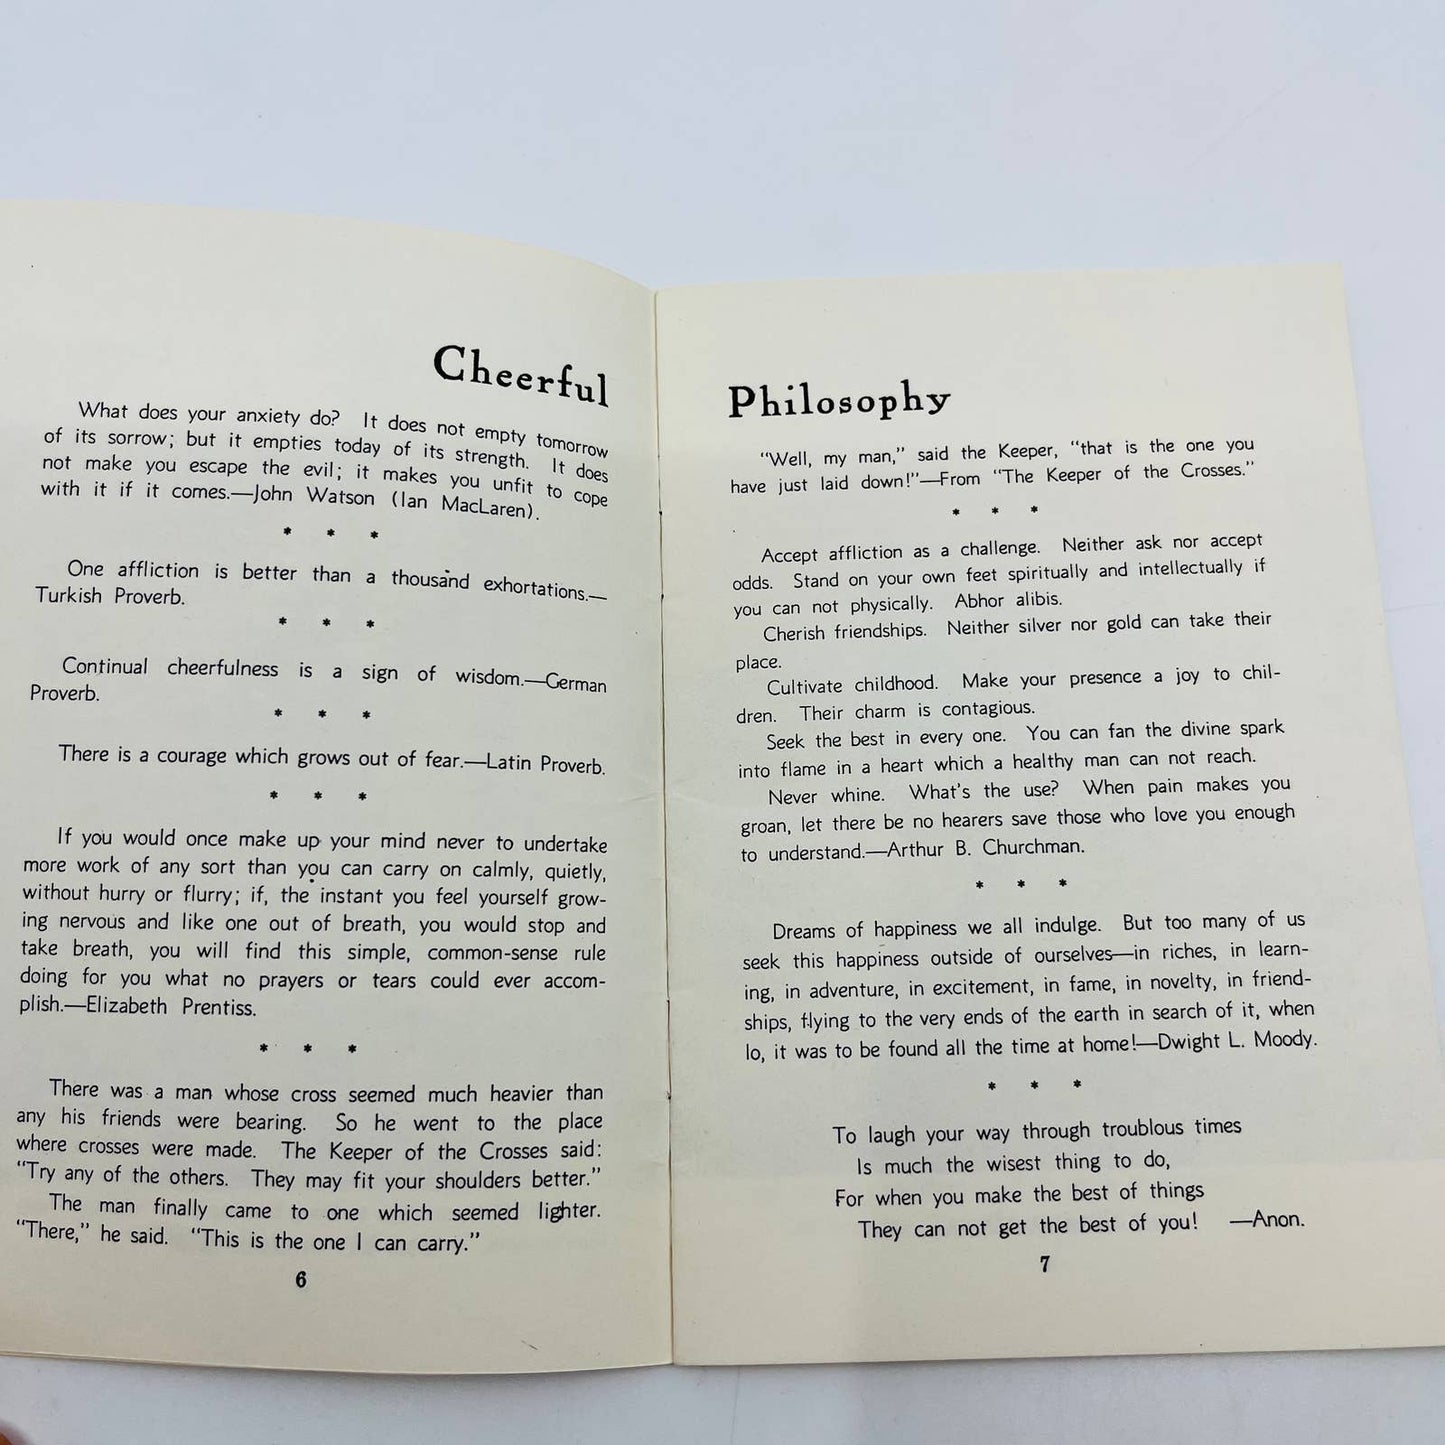 Cheerful
What does your anxiety do? It does not empty tomorrow
of its sorrow; but it empties today of its strength. It does
not make you escape the evil; it makes you unfit to cope
with it if it comes.—John Watson (Ian MacLaren).
* * *
One affliction is better than a thousand exhortations.—
Turkish Proverb.
* * *
Continual cheerfulness is a sign of wisdom.—German
Proverb.
* * *
There is a courage which grows out of fear.—Latin Proverb.
* * *
If you would once make up your mind never to undertake
more work of any sort than you can carry on calmly, quietly,
without hurry or flurry; if, the instant you feel yourself grow-
ing nervous and like one out of breath, you would stop and
take breath, you will find this simple, common-sense rule
doing for you what no prayers or tears could ever accom-
plish.—Elizabeth Prentiss.
* * *
There was a man whose cross seemed much heavier than
any his friends were bearing. So he went to the place
where crosses were made. The Keeper of the Crosses said:
"Try any of the others. They may fit your shoulders better."
The man finally came to one which seemed lighter.
"There," he said. "This is the one I can carry."
6
Philosophy
"Well, my man," said the Keeper, "that is the one you
have just laid down!"—From "The Keeper of the Crosses."
* * *
Accept affliction as a challenge. Neither ask nor accept
odds. Stand on your own feet spiritually and intellectually if
you can not physically. Abhor alibis.
Cherish friendships. Neither silver nor gold can take their
place.
Cultivate childhood. Make your presence a joy to chil-
dren. Their charm is contagious.
Seek the best in every one. You can fan the divine spark
into flame in a heart which a healthy man can not reach.
Never whine. What's the use? When pain makes you
groan, let there be no hearers save those who love you enough
to understand.—Arthur B. Churchman.
* * *
Dreams of happiness we all indulge. But too many of us
seek this happiness outside of ourselves—in riches, in learn-
ing, in adventure, in excitement, in fame, in novelty, in friend-
ships, flying to the very ends of the earth in search of it, when
lo, it was to be found all the time at home!—Dwight L. Moody.
* * *
To laugh your way through troublous times
Is much the wisest thing to do,
For when you make the best of things
They can not get the best of you! —Anon.
7